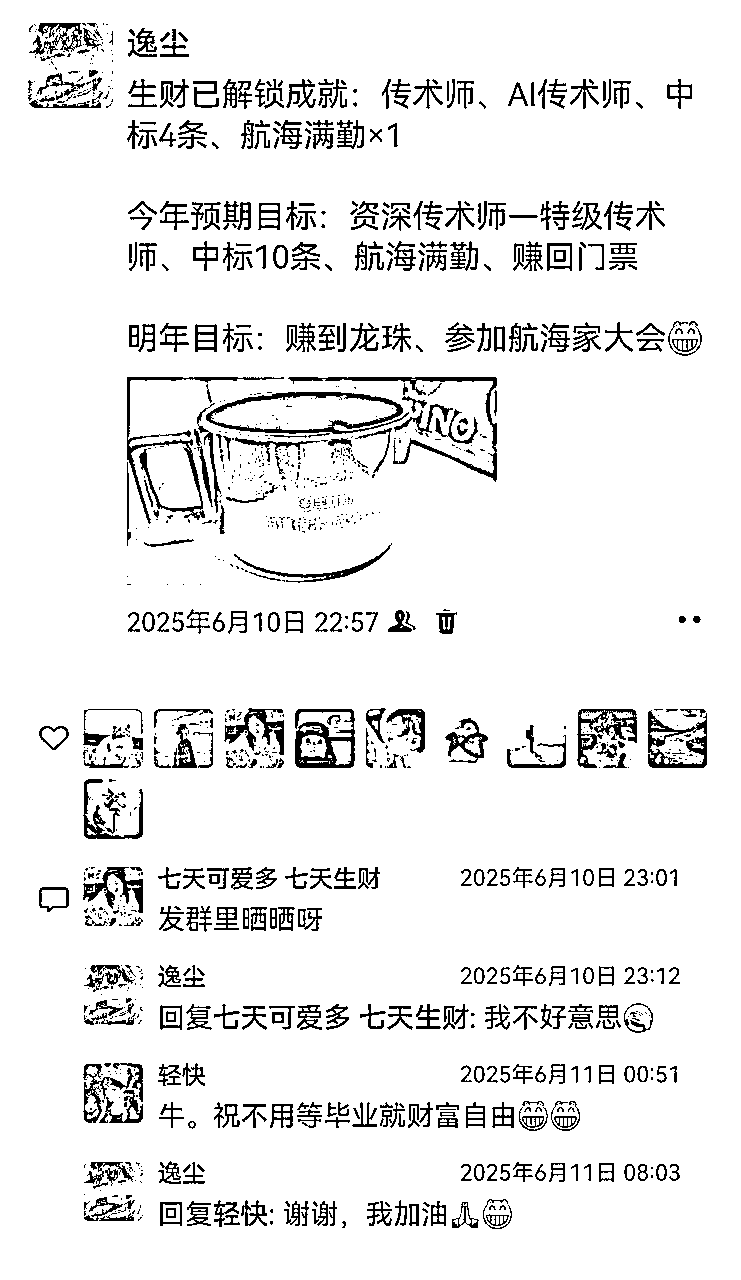 逸尘
生财已解锁成就：传术师、AI传术师、中
标4条、航海满勤×1
今年预期目标：资深传术师—特级传术
师、中标10条、航海满勤、赚回门票
明年目标：赚到龙珠、参加航海家大会😁
2025年6月10日 22:57
七天可爱多 七天生财 2025年6月10日 23:01
发群里晒晒呀
逸尘 2025年6月10日 23:12
回复七天可爱多 七天生财: 我不好意思
轻快 2025年6月11日 00:51
牛。祝不用等毕业就财富自由😁😁
逸尘 2025年6月11日 08:03
回复轻快: 谢谢，我加油🙏😁